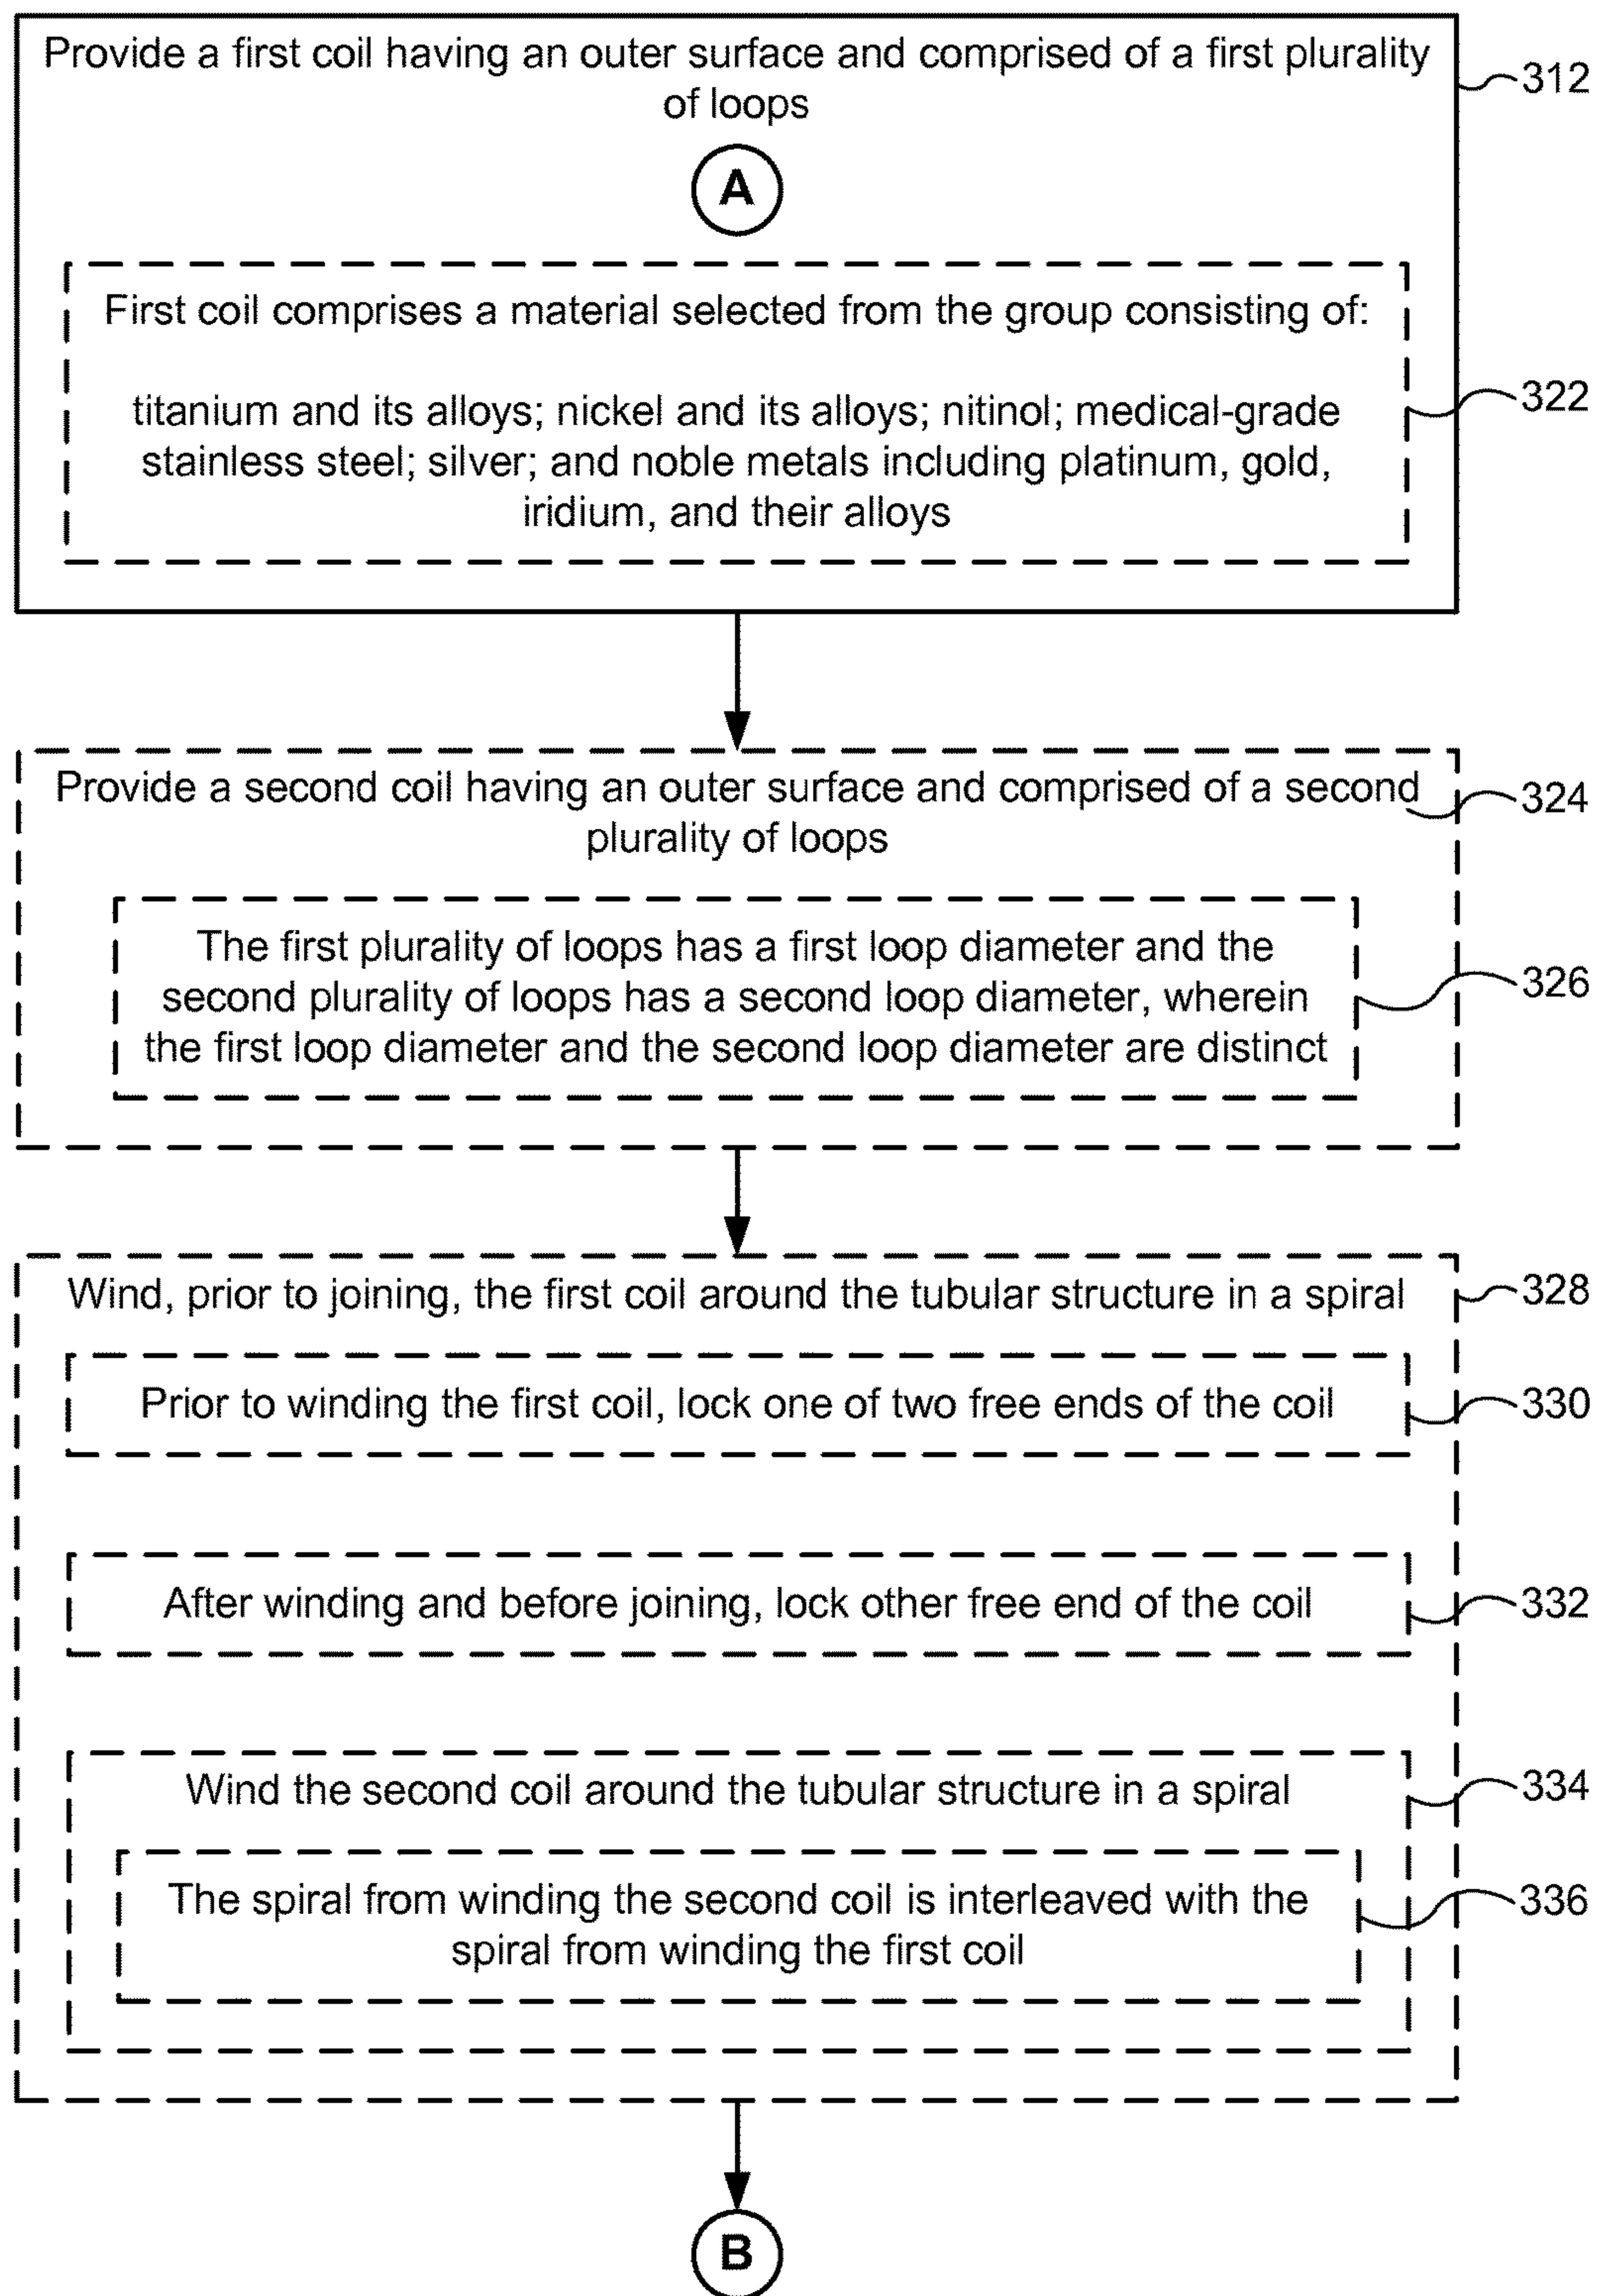 Provide a first coil having an outer surface and comprised of a first plurality
of loops
312
A
First coil comprises a material selected from the group consisting of:
titanium and its alloys; nickel and its alloys; nitinol; medical-grade
stainless steel; silver; and noble metals including platinum, gold,
iridium, and their alloys
322
Provide a second coil having an outer surface and comprised of a second
plurality of loops
324
The first plurality of loops has a first loop diameter and the
second plurality of loops has a second loop diameter, wherein
the first loop diameter and the second loop diameter are distinct
326
Wind, prior to joining, the first coil around the tubular structure in a spiral
328
Prior to winding the first coil, lock one of two free ends of the coil
330
After winding and before joining, lock other free end of the coil
332
Wind the second coil around the tubular structure in a spiral
334
The spiral from winding the second coil is interleaved with the
spiral from winding the first coil
336
B